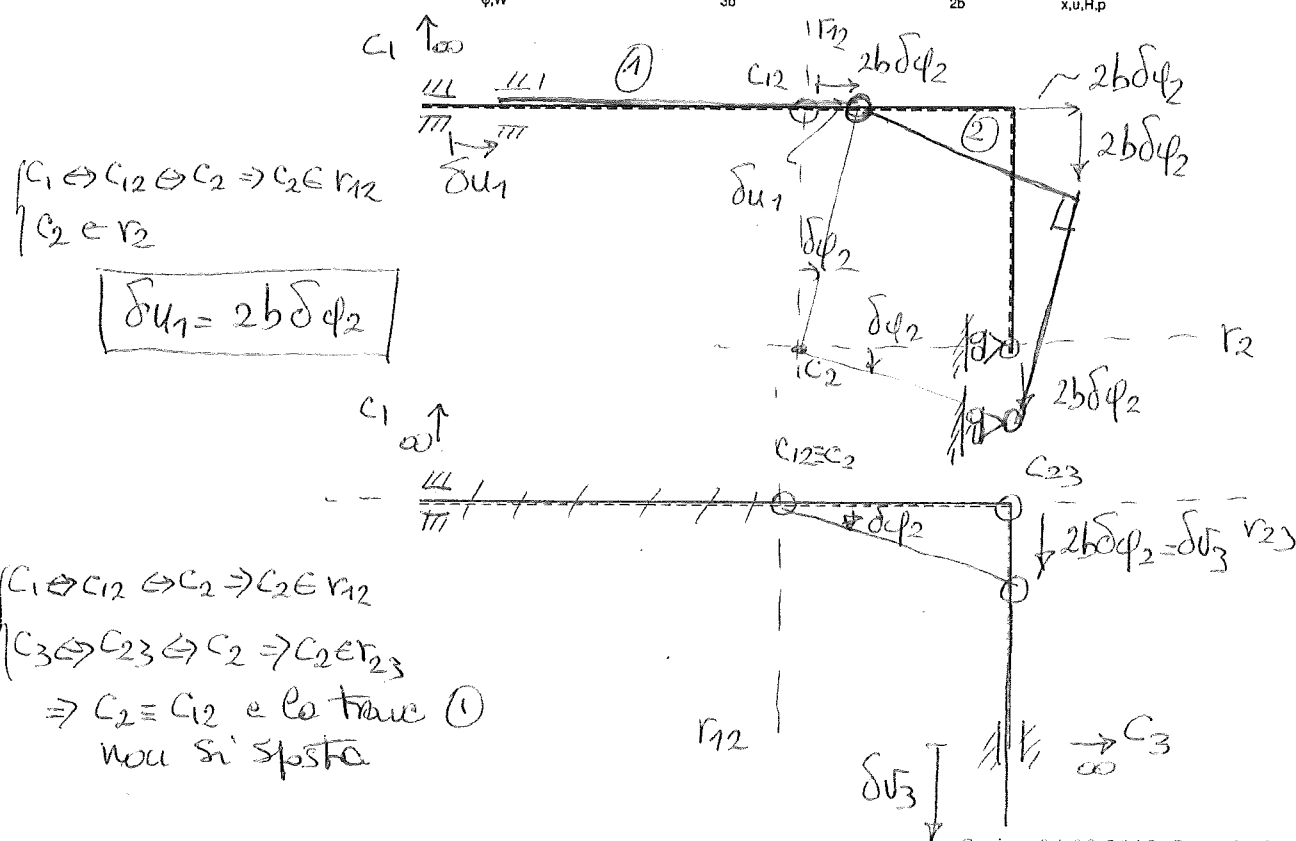 φ,W 3b 2b x,u,H,p
C₁ ↑∞ ① C₁₂ r₁₂ 2bδφ₂ ~2bδφ₂
② 2bδφ₂
δu₁ δu₁
C₁ ⇔ C₁₂ ⇔ C₂ ⇒ C₂ ∈ r₁₂
C₂ ∈ r₂
δφ₂
δu₁ = 2bδφ₂
δφ₂ r₂
C₂
2bδφ₂
C₁ ∞↑
C₁₂≡C₂ C₂₃
δφ₂ 2bδφ₂=δv₃ r₂₃
C₁ ⇔ C₁₂ ⇔ C₂ ⇒ C₂ ∈ r₁₂
C₃ ⇔ C₂₃ ⇔ C₂ ⇒ C₂ ∈ r₂₃
⇒ C₂ ≡ C₁₂ e la trave ①
non si sposta
r₁₂ →∞ C₃
δv₃